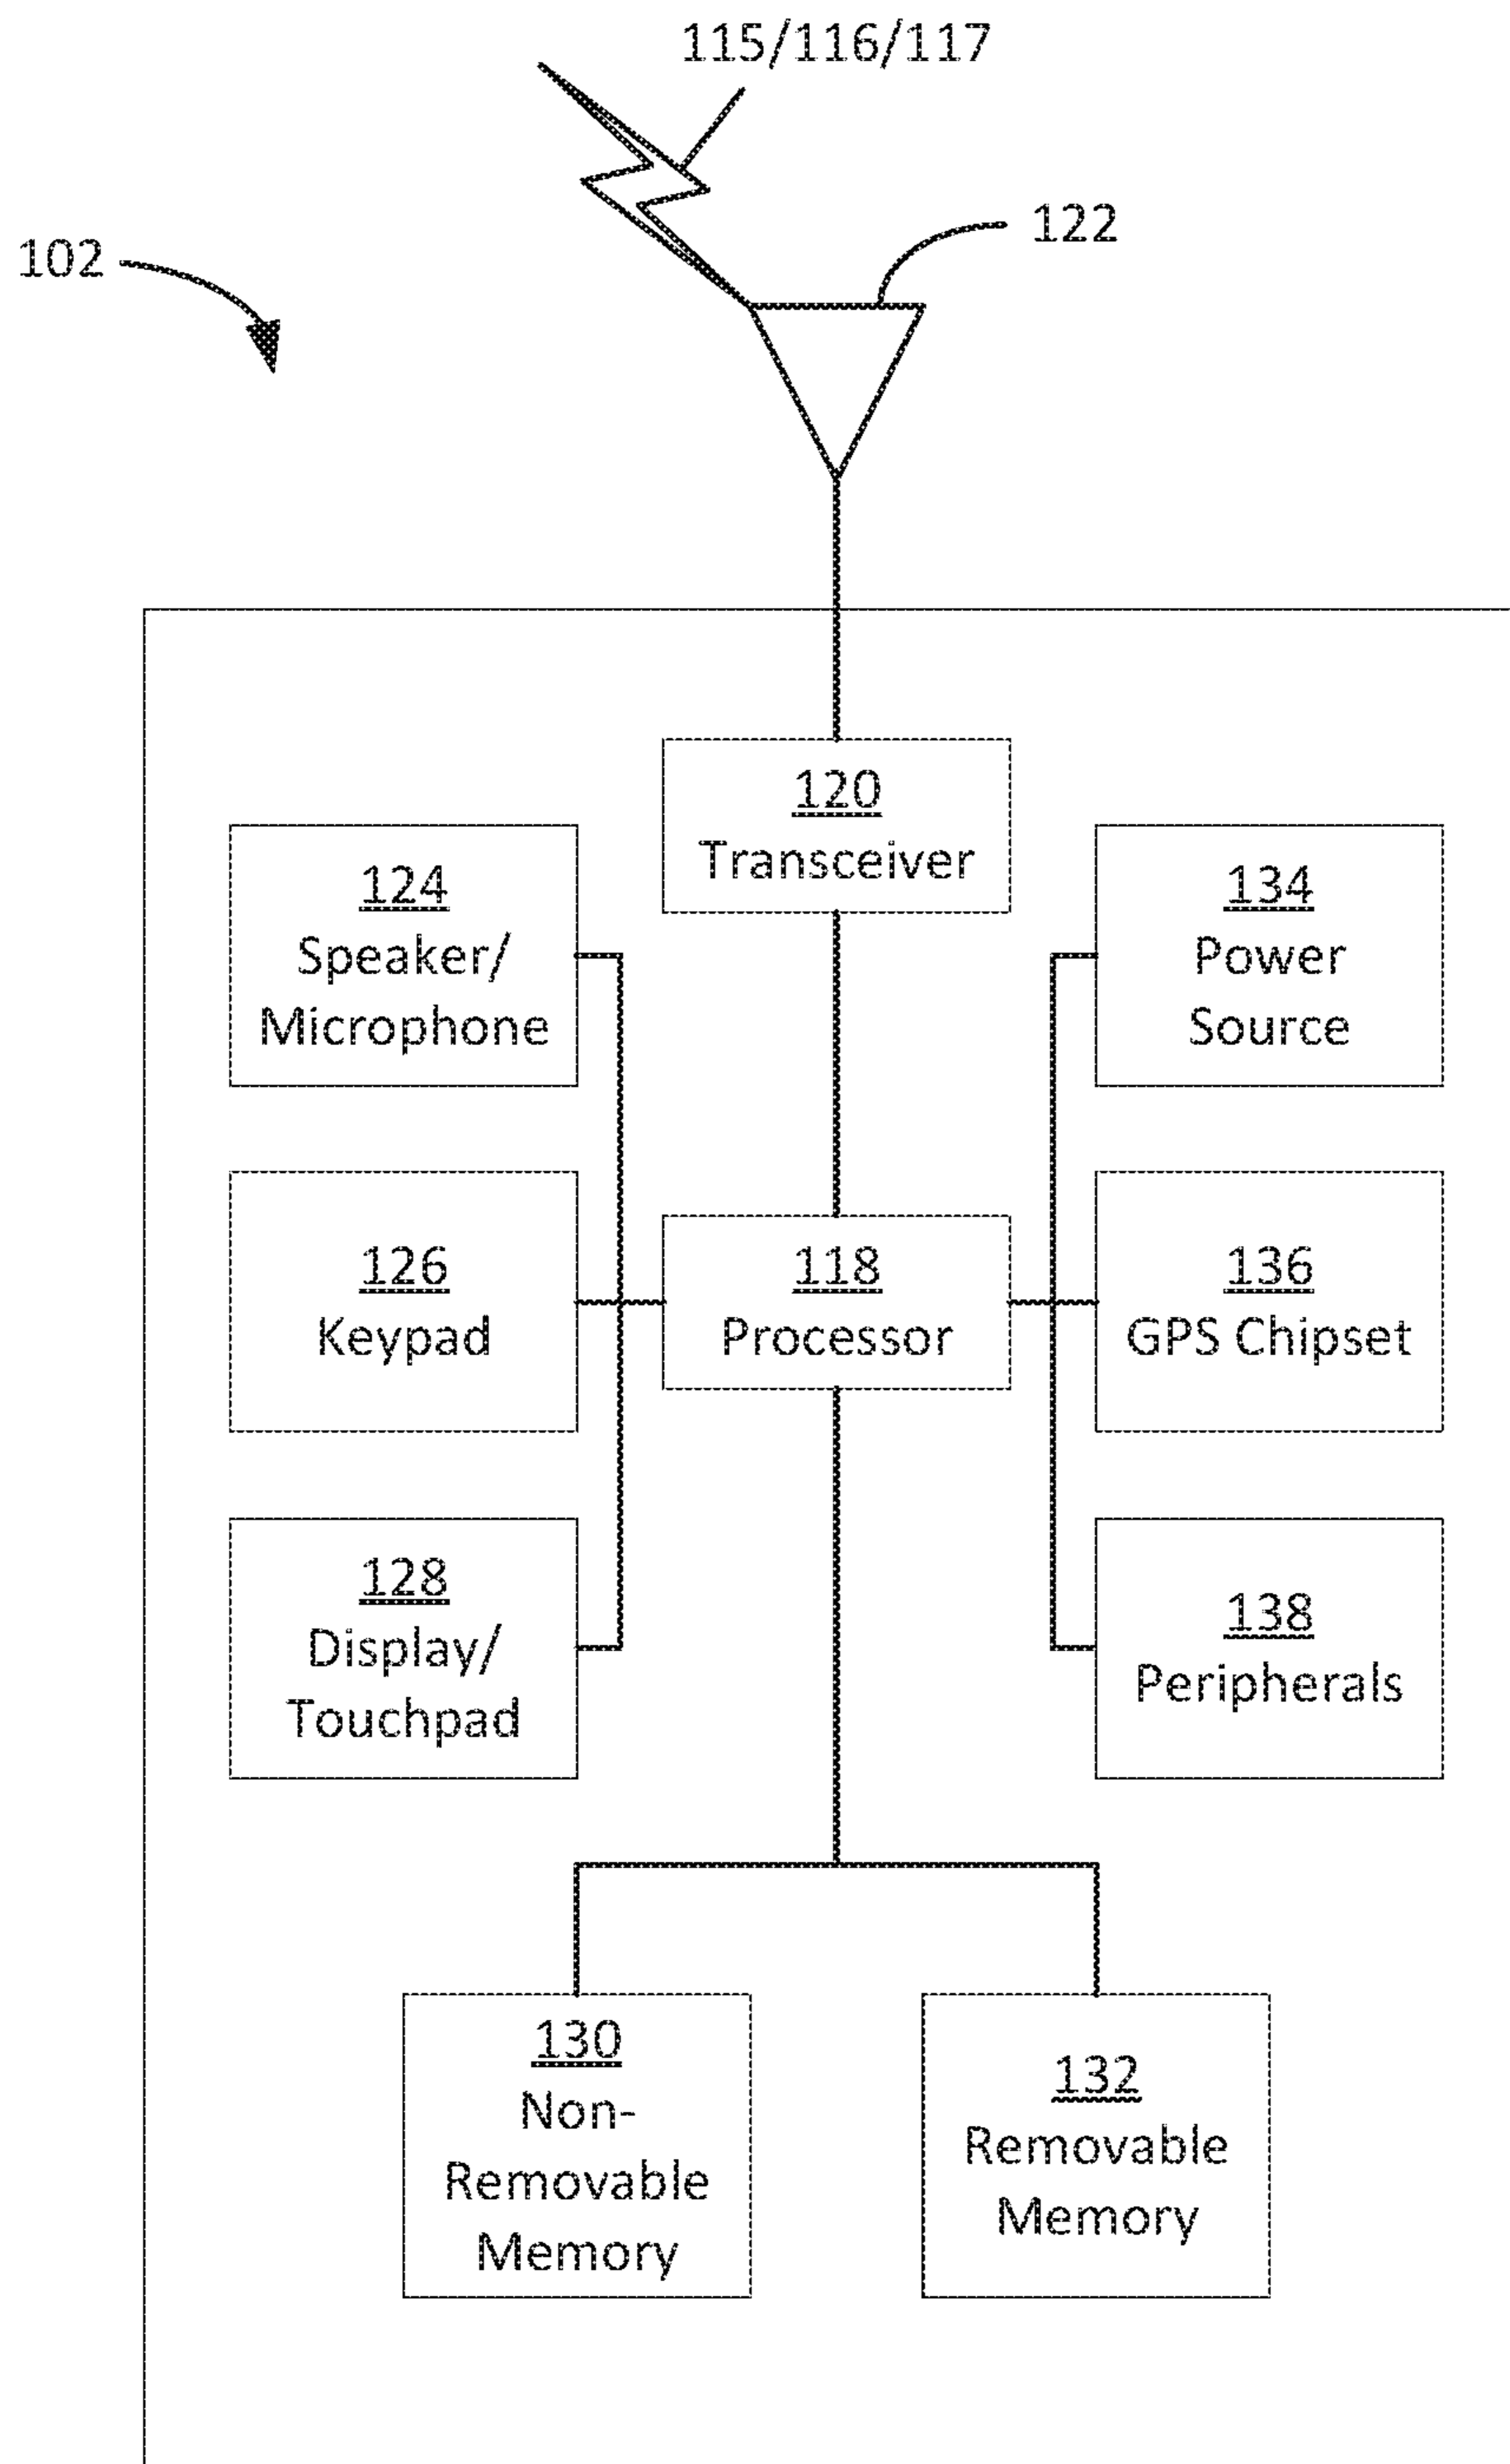 115/116/117
122
102
120
Transceiver
124
Speaker/
Microphone
134
Power
Source
126
Keypad
118
Processor
136
GPS Chipset
128
Display/
Touchpad
138
Peripherals
130
Non-
Removable
Memory
132
Removable
Memory